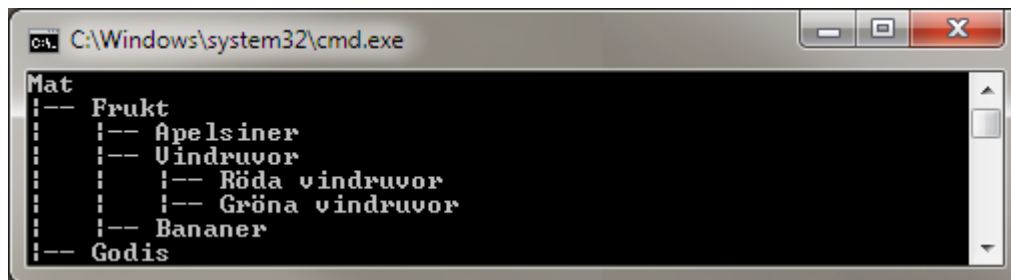 C:\Windows\system32\cmd.exe
Mat
¦-- Frukt
¦   ¦-- Apelsiner
¦   ¦-- Vindruvor
¦   ¦   ¦-- Röda vindruvor
¦   ¦   ¦-- Gröna vindruvor
¦   ¦-- Bananer
¦-- Godis